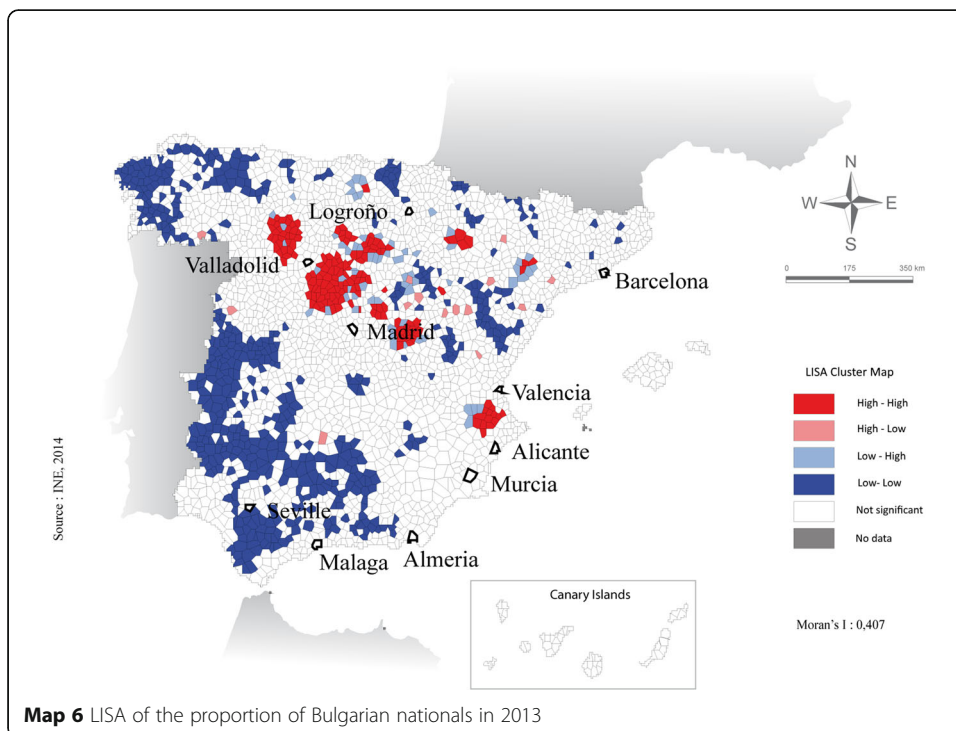 Logroño
Valladolid
Barcelona
Madrid
Valencia
Alicante
Murcia
Seville
Malaga
Almeria
N
W
E
S
0 175 350 km
LISA Cluster Map
High - High
High - Low
Low - High
Low- Low
Not significant
No data
Source : INE, 2014
Canary Islands
Moran's I : 0,407
Map 6 LISA of the proportion of Bulgarian nationals in 2013